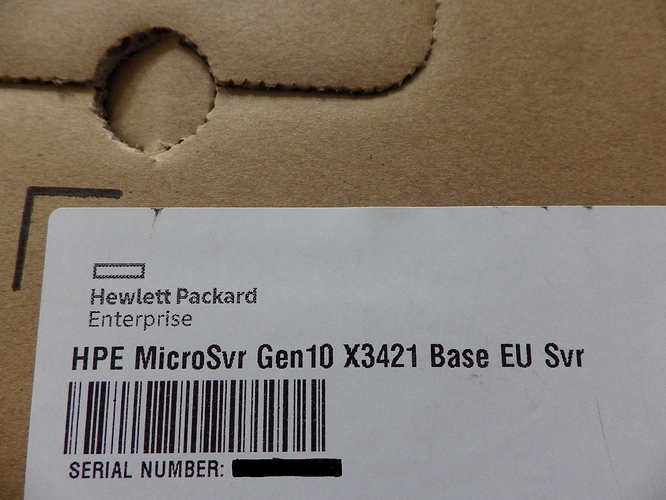 Hewlett Packard
Enterprise
HPE MicroSvr Gen10 X3421 Base EU Svr
SERIAL NUMBER: